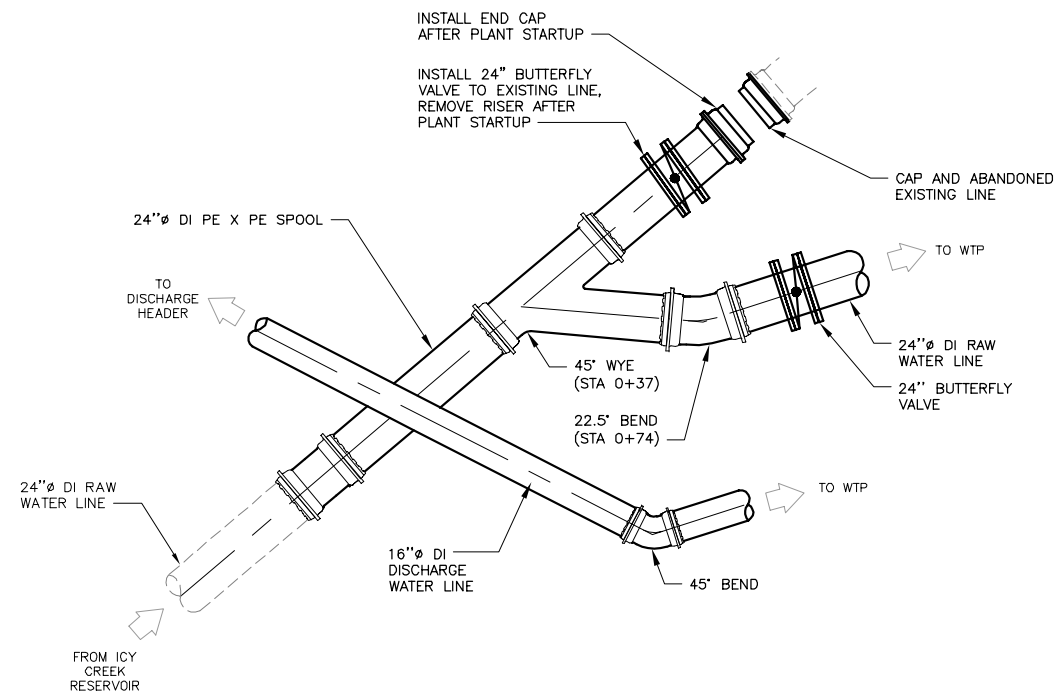 INSTALL END CAP
AFTER PLANT STARTUP
INSTALL 24" BUTTERFLY
VALVE TO EXISTING LINE,
REMOVE RISER AFTER
PLANT STARTUP
CAP AND ABANDONED
EXISTING LINE
24''ø DI PE X PE SPOOL
TO WTP
TO
DISCHARGE
HEADER
24''ø DI RAW
WATER LINE
45° WYE
(STA 0+37)
24" BUTTERFLY
VALVE
22.5° BEND
(STA 0+74)
24''ø DI RAW
WATER LINE
TO WTP
16''ø DI
DISCHARGE
WATER LINE
45° BEND
FROM ICY
CREEK
RESERVOIR